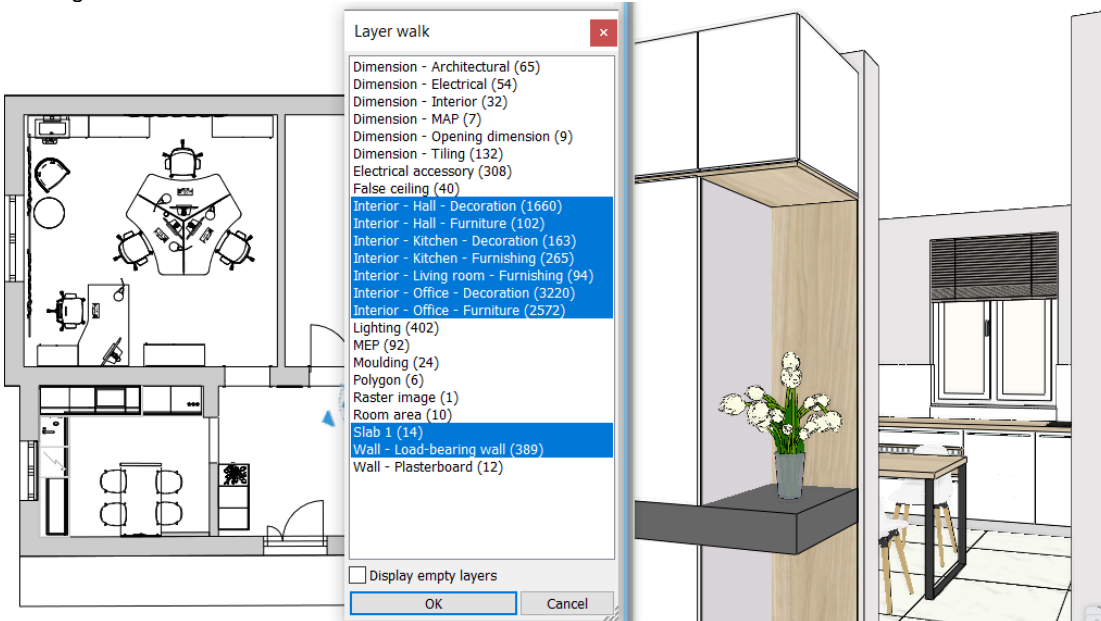 Layer walk
x
Dimension - Architectural (65)
Dimension - Electrical (54)
Dimension - Interior (32)
Dimension - MAP (7)
Dimension - Opening dimension (9)
Dimension - Tiling (132)
Electrical accessory (308)
False ceiling (40)
Interior - Hall - Decoration (1660)
Interior - Hall - Furniture (102)
Interior - Kitchen - Decoration (163)
Interior - Kitchen - Furnishing (265)
Interior - Living room - Furnishing (94)
Interior - Office - Decoration (3220)
Interior - Office - Furniture (2572)
Lighting (402)
MEP (92)
Moulding (24)
Polygon (6)
Raster image (1)
Room area (10)
Slab 1 (14)
Wall - Load-bearing wall (389)
Wall - Plasterboard (12)
Display empty layers
OK
Cancel